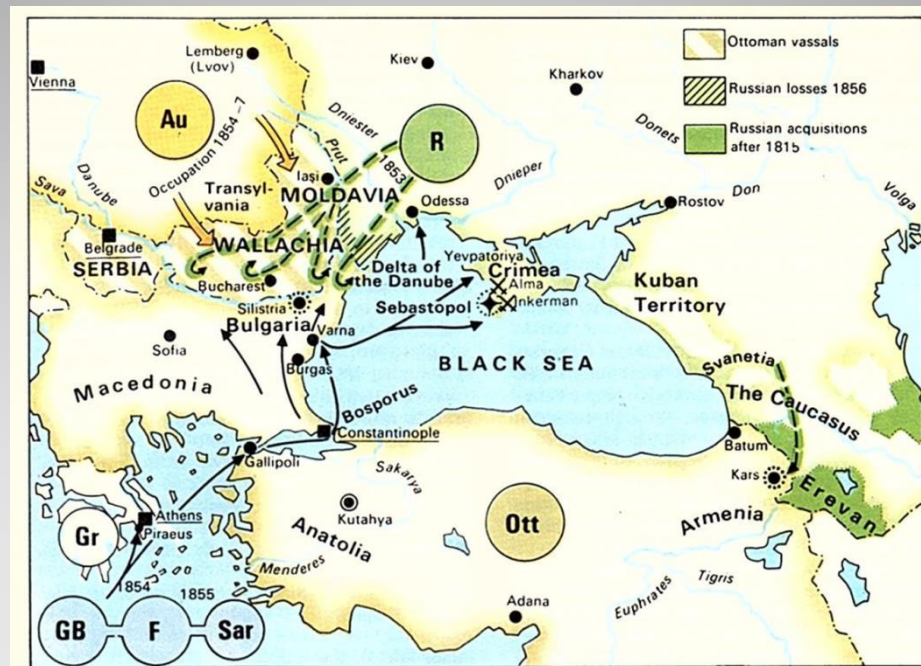 Lemberg
(Lvov)
Kiev
Kharkov
Vienna
Ottoman vassals
Russian losses 1856
Russian acquisitions
after 1815
Au
R
Occupation 1854–7
Dniester
Prut
1853
Donets
Dnieper
Don
Volga
Danube
Sava
Iaşi
Transyl-
vania
MOLDAVIA
Odessa
Rostov
Belgrade
SERBIA
WALLACHIA
Bucharest
Delta of
the Danube
Yevpatoriya
Crimea
Alma
Inkerman
Sebastopol
Kuban
Territory
Silistria
Bulgaria
Varna
Sofia
Burgas
BLACK SEA
Svanetia
The Caucasus
Macedonia
Bosporus
Constantinople
Batum
Gallipoli
Sakarya
Kars
Erevan
Armenia
Kutahya
Ott
Anatolia
Athens
Piraeus
Gr
Menderes
1854
1855
Euphrates
Tigris
Adana
GB
F
Sar